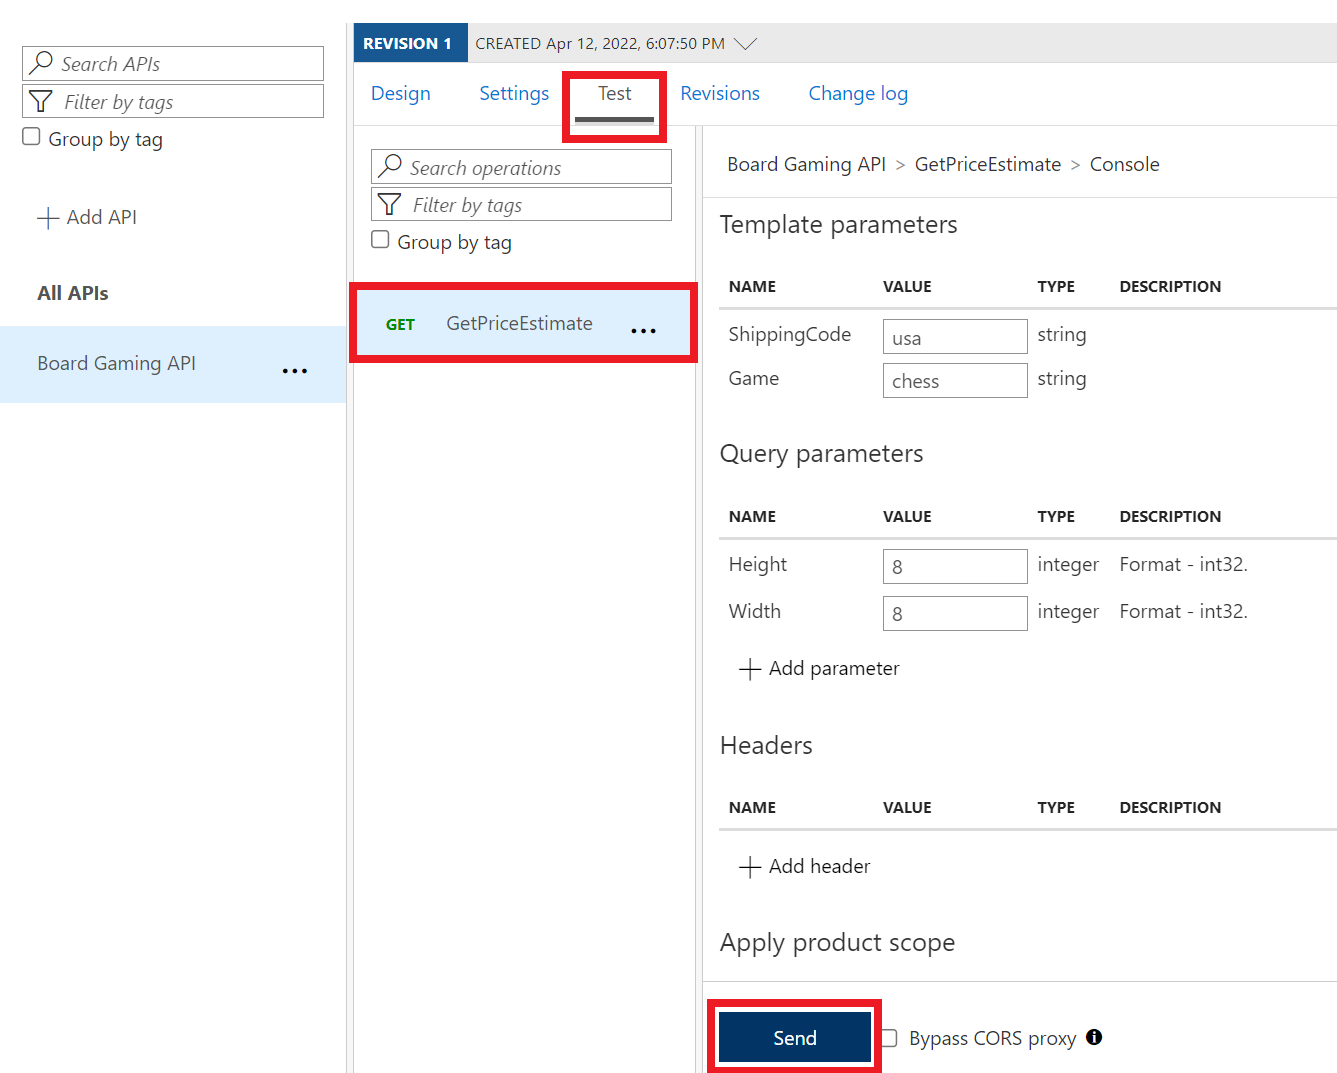 Search APIs
Filter by tags
Group by tag
Add API
All APIs
Board Gaming API
...
REVISION 1 CREATED Apr 12, 2022, 6:07:50 PM
Design Settings Test Revisions Change log
Search operations
Filter by tags
Group by tag
GET GetPriceEstimate ...
Board Gaming API > GetPriceEstimate > Console
Template parameters
NAME VALUE TYPE DESCRIPTION
ShippingCode usa string
Game chess string
Query parameters
NAME VALUE TYPE DESCRIPTION
Height 8 integer Format - int32.
Width 8 integer Format - int32.
Add parameter
Headers
NAME VALUE TYPE DESCRIPTION
Add header
Apply product scope
Send Bypass CORS proxy